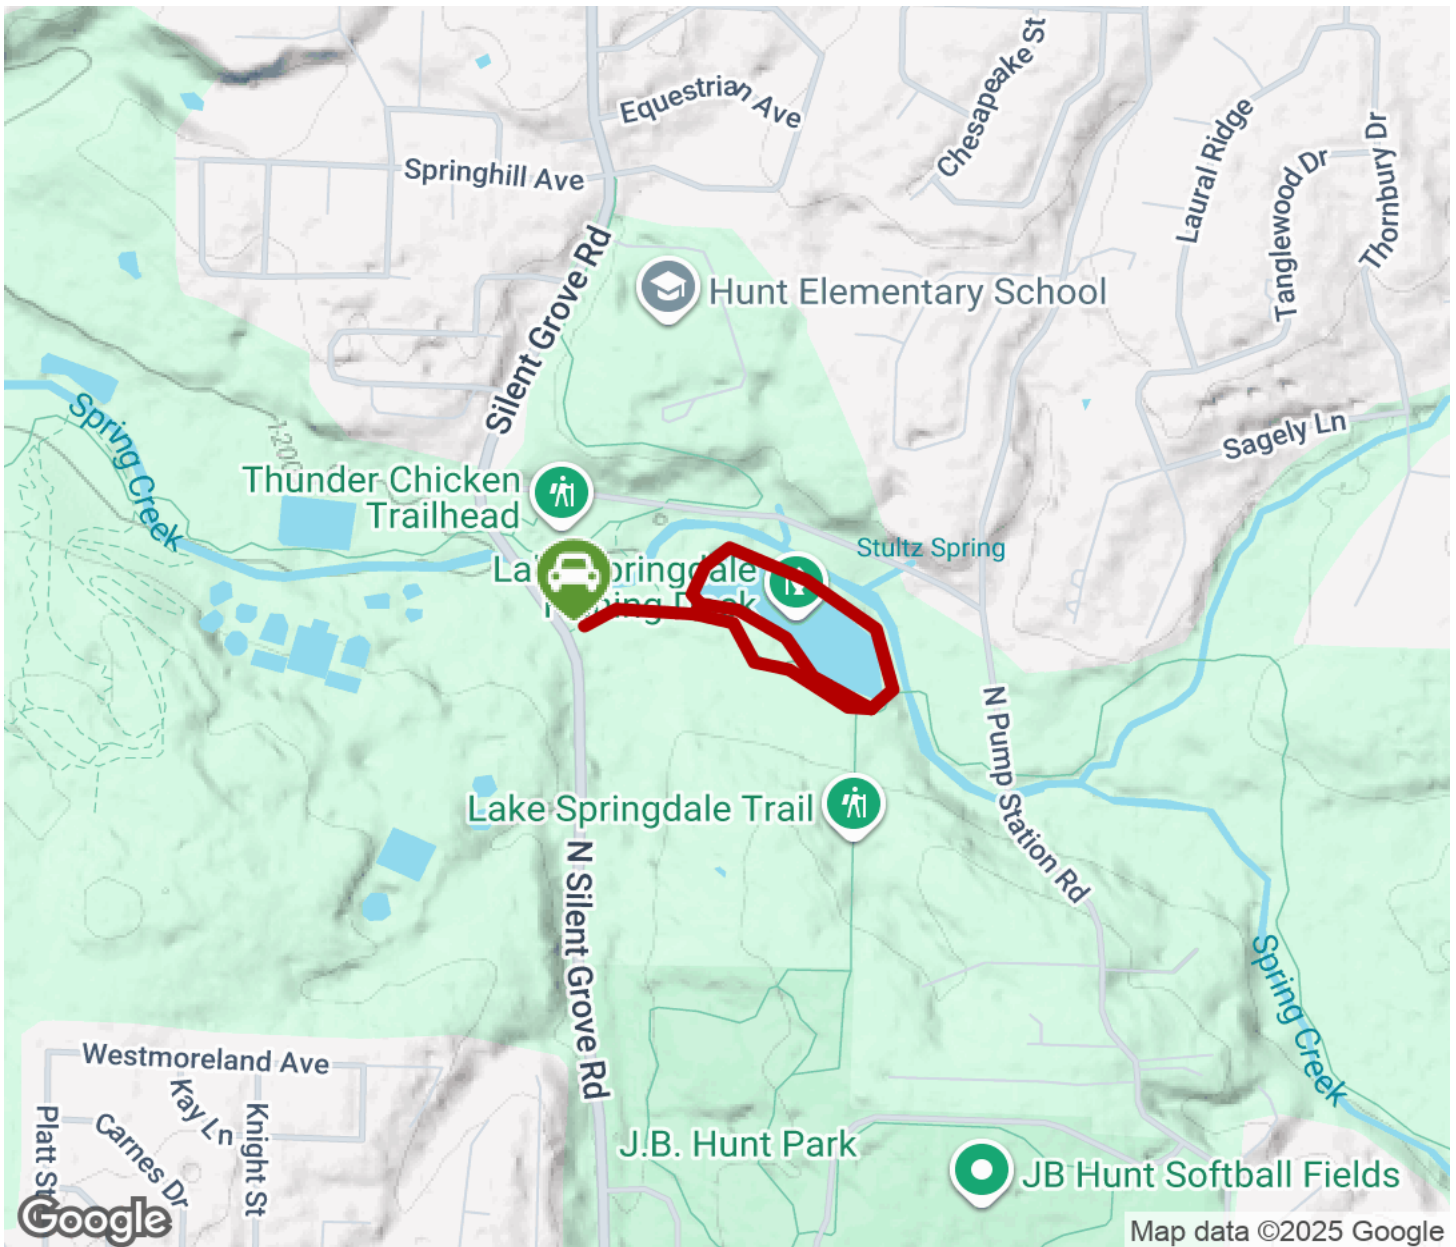 Equestrian Ave
Chesapeake St
Springhill Ave
Laural Ridge
Tanglewood Dr
Thornbury Dr
Silent Grove Rd
Hunt Elementary School
Spring Creek
1200
Sagely Ln
Thunder Chicken
Trailhead
Stultz Spring
Springdale
N Pump Station Rd
Lake Springdale Trail
N Silent Grove Rd
Spring Creek
Westmoreland Ave
Kay Ln
Knight St
Platt St
Carnes Dr
J.B. Hunt Park
JB Hunt Softball Fields
Google
Map data ©2025 Google